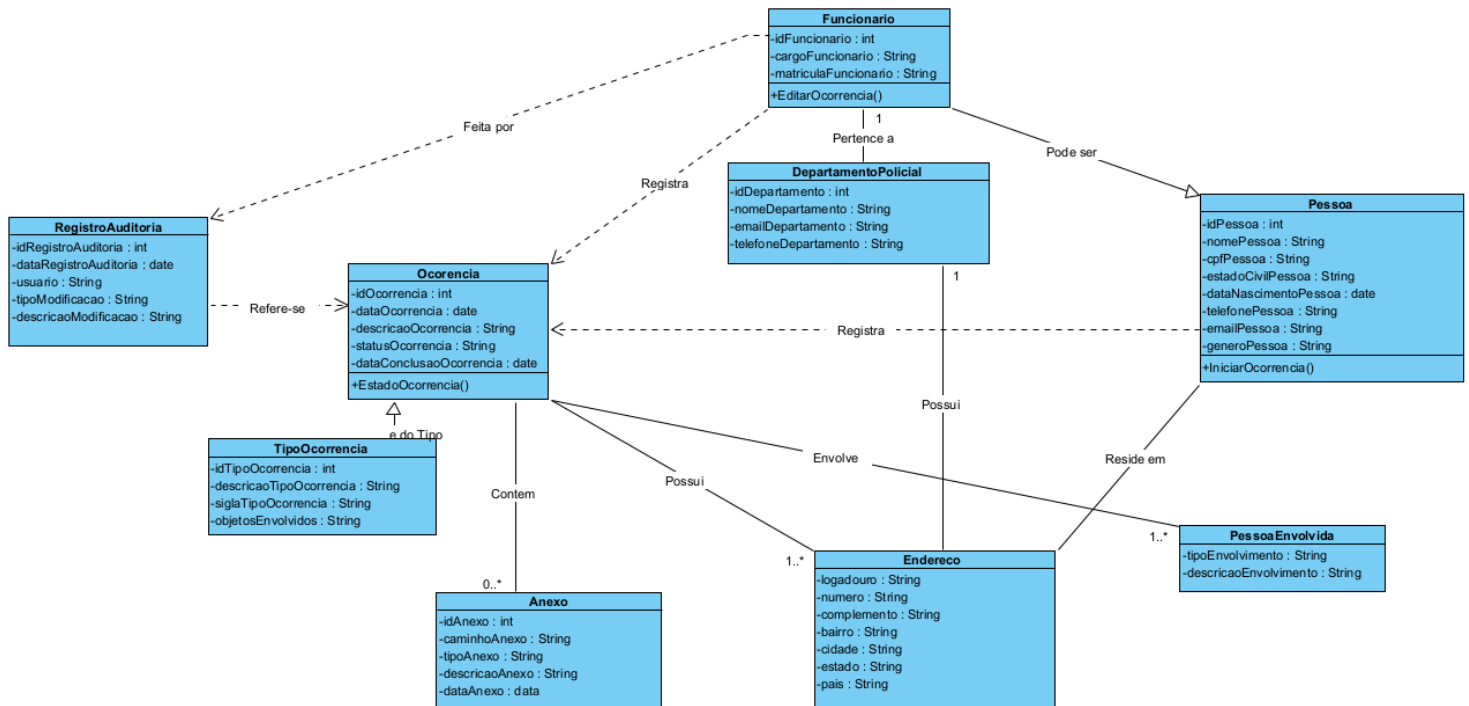 Funcionario
-idFuncionario : int
-cargoFuncionario : String
-matriculaFuncionario : String
+EditarOcorrencia()
1
Pertence a
Feita por
Registra
Pode ser
DepartamentoPolicial
-idDepartamento : int
-nomeDepartamento : String
-emailDepartamento : String
-telefoneDepartamento : String
1
Pessoa
-idPessoa : int
-nomePessoa : String
-cpfPessoa : String
-estadoCivilPessoa : String
-dataNascimentoPessoa : date
-telefonePessoa : String
-emailPessoa : String
-generoPessoa : String
+IniciarOcorrencia()
RegistroAuditoria
-idRegistroAuditoria : int
-dataRegistroAuditoria : date
-usuario : String
-tipoModificacao : String
-descricaoModificacao : String
Refere-se
Ocorencia
-idOcorrencia : int
-dataOcorrencia : date
-descricaoOcorrencia : String
-statusOcorrencia : String
-dataConclusaoOcorrencia : date
+EstadoOcorrencia()
Registra
Possui
e do Tipo
TipoOcorrencia
-idTipoOcorrencia : int
-descricaoTipoOcorrencia : String
-siglaTipoOcorrencia : String
-objetosEnvolvidos : String
Contem
Possui
Envolve
Reside em
0..*
1..*
1..*
Anexo
-idAnexo : int
-caminhoAnexo : String
-tipoAnexo : String
-descricaoAnexo : String
-dataAnexo : data
Endereco
-logadouro : String
-numero : String
-complemento : String
-bairro : String
-cidade : String
-estado : String
-pais : String
PessoaEnvolvida
-tipoEnvolvimento : String
-descricaoEnvolvimento : String